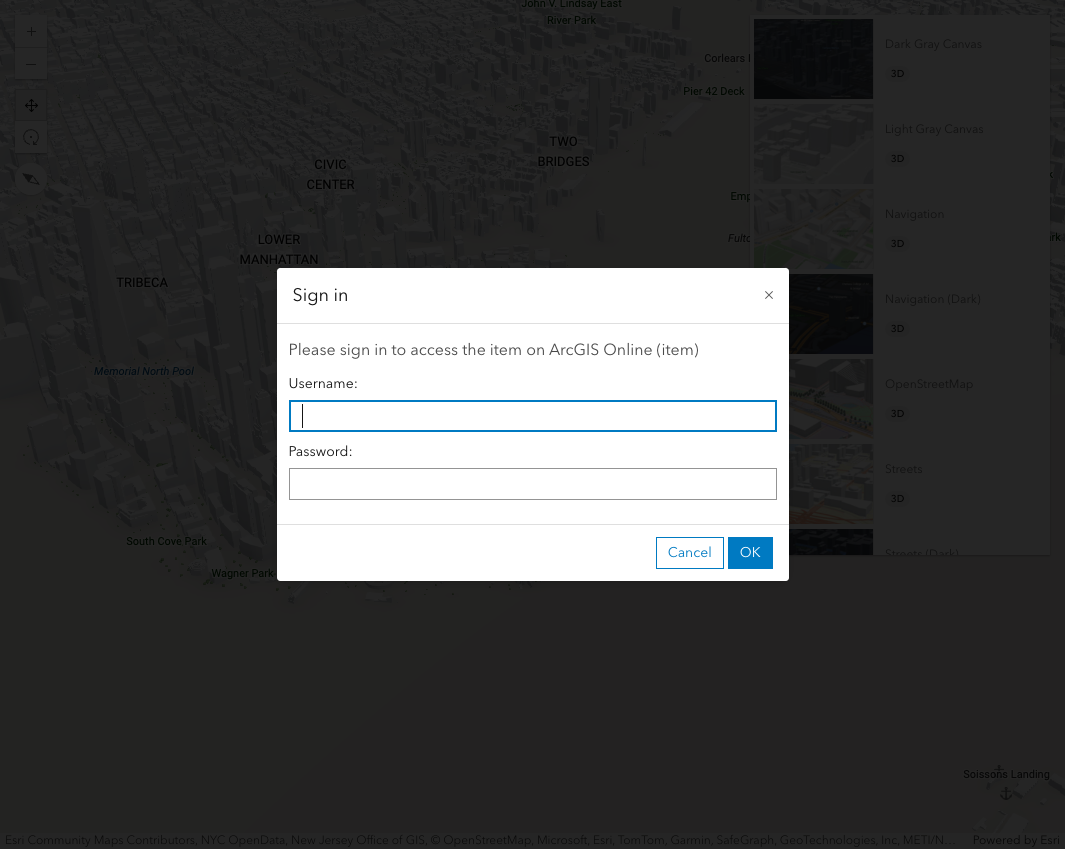 John V. Lindsay East
River Park
Corlears
Pier 42 Deck
TWO
BRIDGES
CIVIC
CENTER
LOWER
MANHATTAN
TRIBECA
Memorial North Pool
South Cove Park
Wagner Park
Soissons Landing
Dark Gray Canvas
3D
Light Gray Canvas
3D
Navigation
3D
Navigation (Dark)
3D
OpenStreetMap
3D
Streets
3D
Streets (Dark)
Sign in
Please sign in to access the item on ArcGIS Online (item)
Username:
Password:
Cancel
OK
Esri Community Maps Contributors, NYC OpenData, New Jersey Office of GIS, © OpenStreetMap, Microsoft, Esri, TomTom, Garmin, SafeGraph, GeoTechnologies, Inc, METI/N...
Powered by Esri